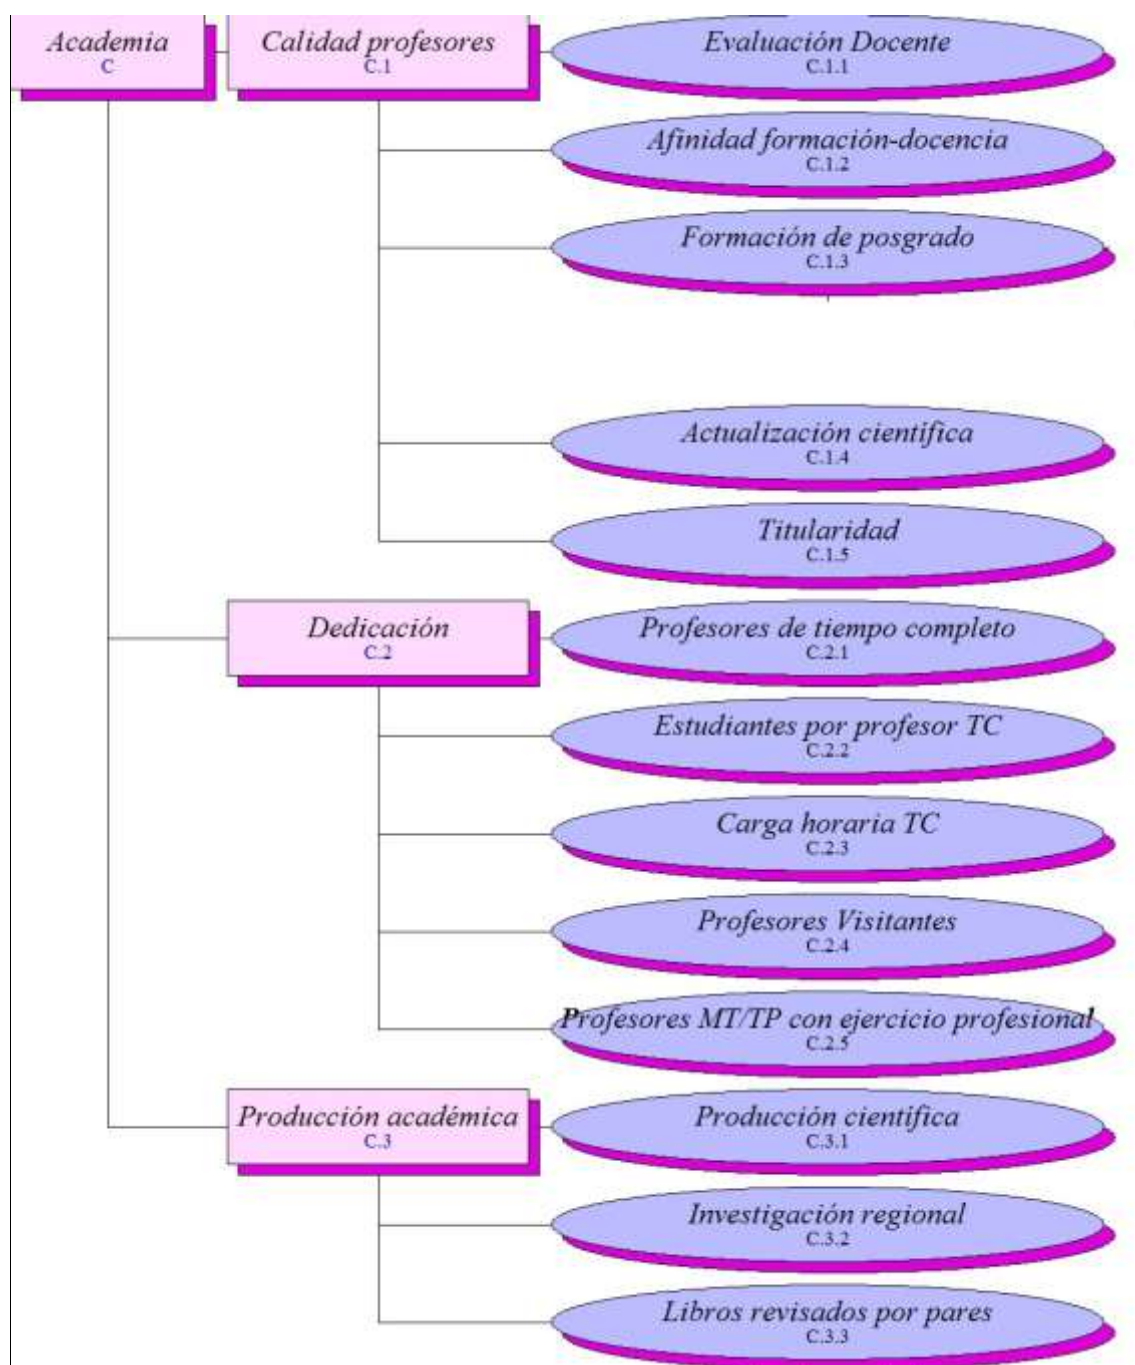 Academia
C
Calidad profesores
C.1
Evaluación Docente
C.1.1
Afinidad formación-docencia
C.1.2
Formación de posgrado
C.1.3
Actualización científica
C.1.4
Titularidad
C.1.5
Dedicación
C.2
Profesores de tiempo completo
C.2.1
Estudiantes por profesor TC
C.2.2
Carga horaria TC
C.2.3
Profesores Visitantes
C.2.4
Profesores MT/TP con ejercicio profesional
C.2.5
Producción académica
C.3
Producción científica
C.3.1
Investigación regional
C.3.2
Libros revisados por pares
C.3.3